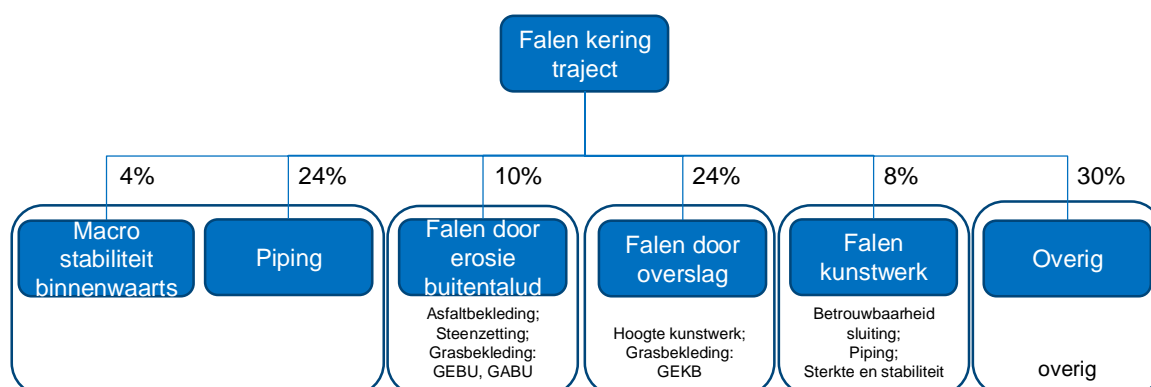 Falen kering
traject
4%
24%
10%
24%
8%
30%
Macro
stabiliteit
binnenwaarts
Piping
Falen door
erosie
buitentalud
Falen door
overslag
Falen
kunstwerk
Overig
Asfaltbekleding;
Steenzetting;
Grasbekleding:
GEBU, GABU
Hoogte kunstwerk;
Grasbekleding:
GEKB
Betrouwbaarheid
sluiting;
Piping;
Sterkte en stabiliteit
overig